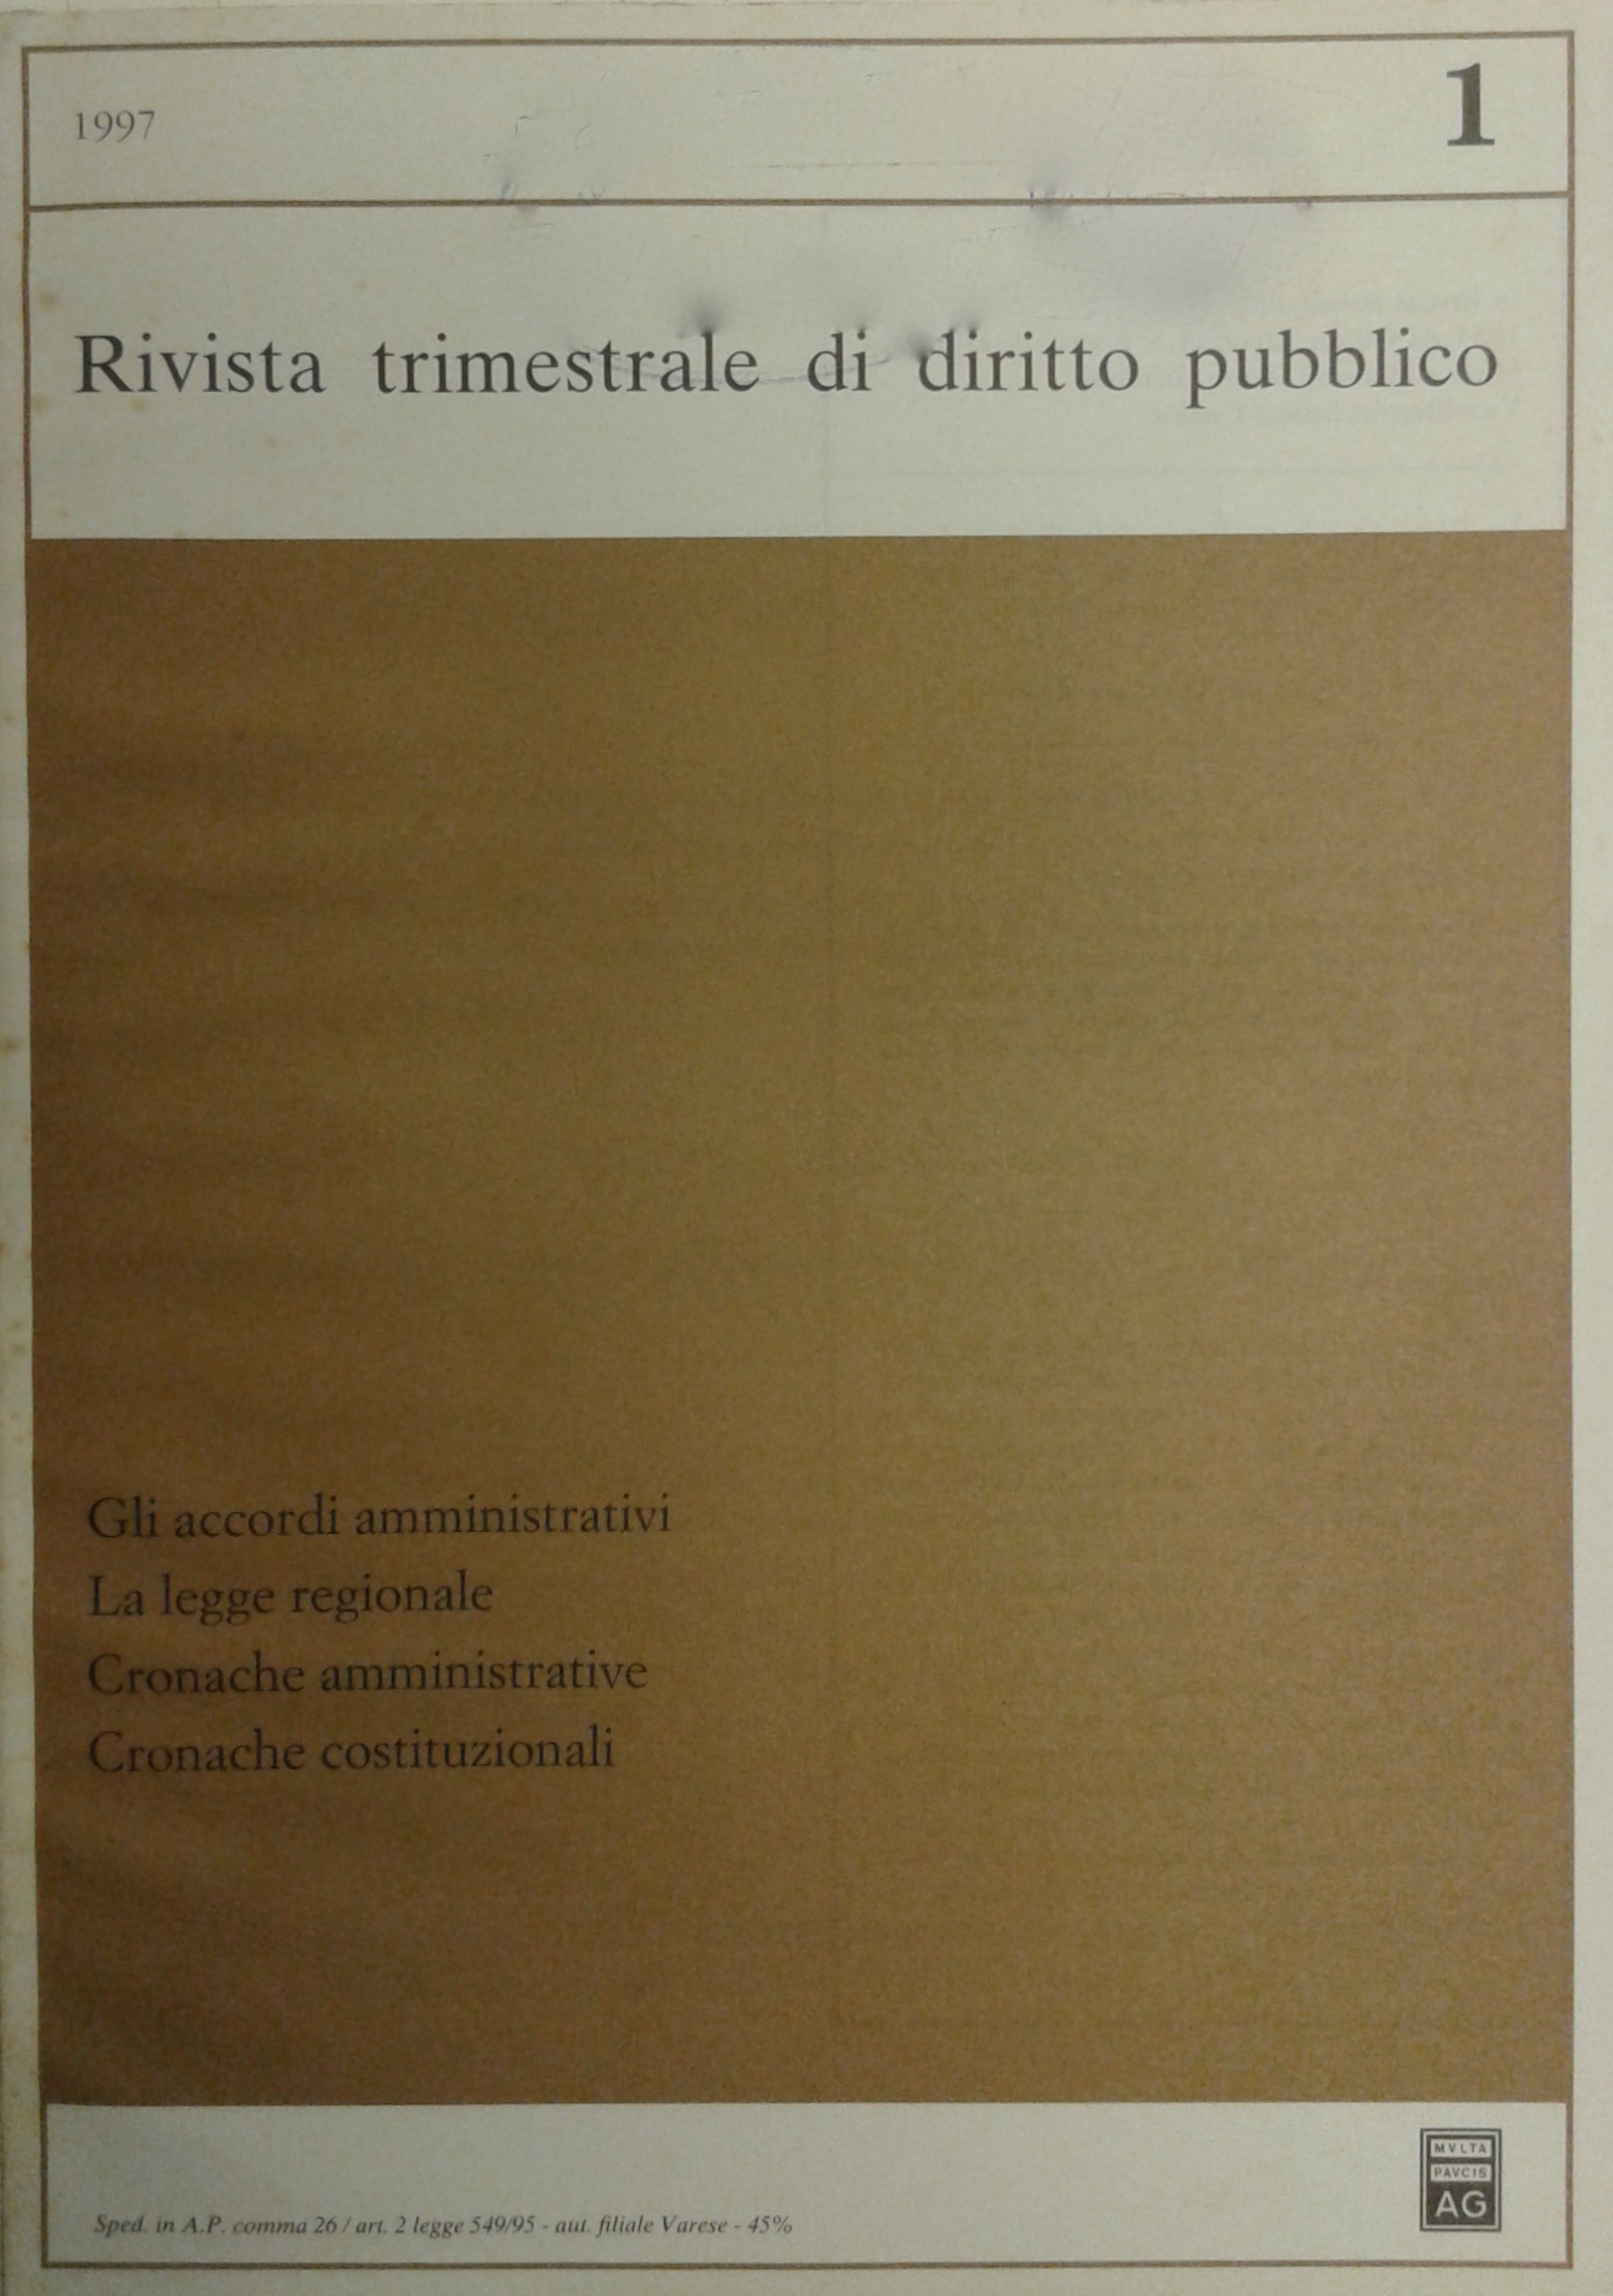 1997
1
Rivista trimestrale di diritto pubblico
Gli accordi amministrativi
La legge regionale
Cronache amministrative
Cronache costituzionali
MVLTA
PAVCIS
AG
Sped. in A.P. comma 26 / art. 2 legge 549/95 - aut. filiale Varese - 45%